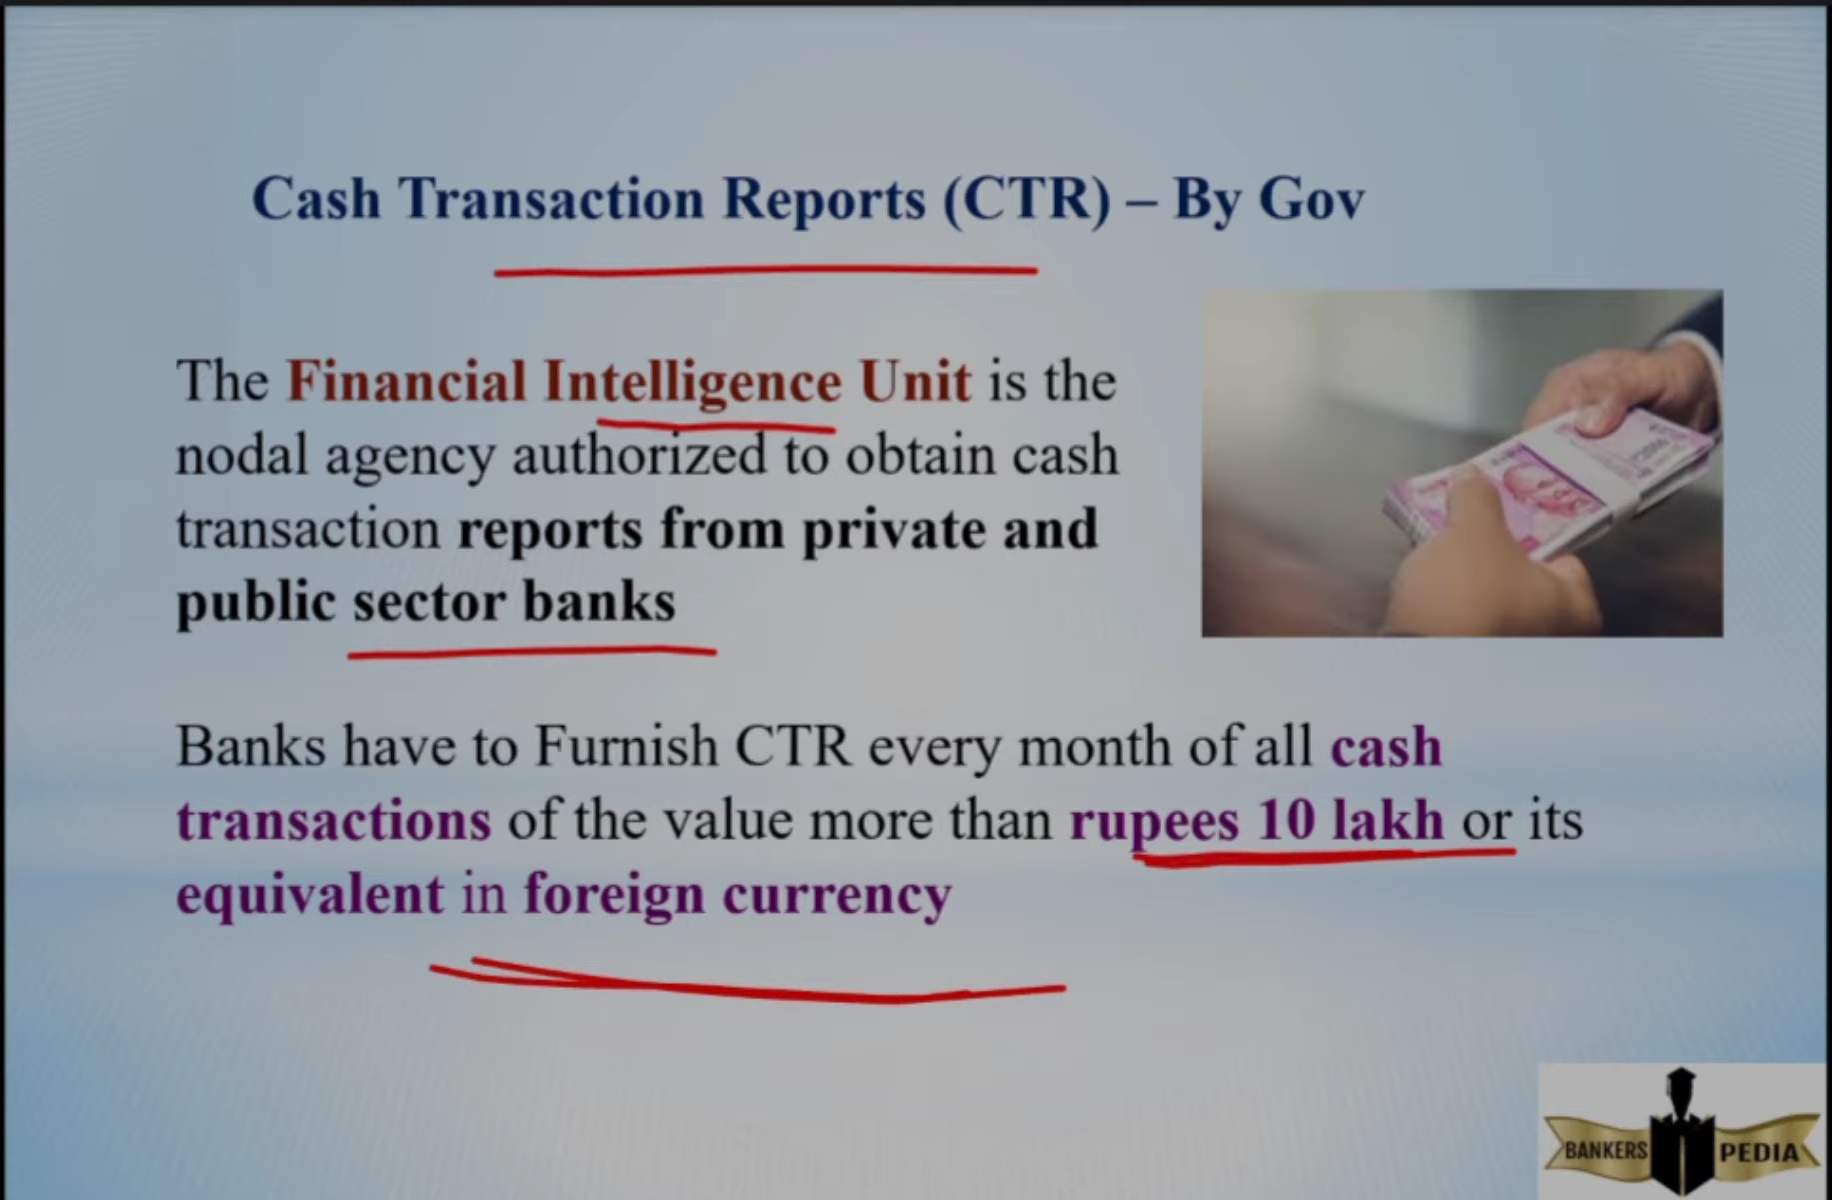 Cash Transaction Reports (CTR) – By Gov
The Financial Intelligence Unit is the
nodal agency authorized to obtain cash
transaction reports from private and
public sector banks
Banks have to Furnish CTR every month of all cash
transactions of the value more than rupees 10 lakh or its
equivalent in foreign currency
BANKERS PEDIA